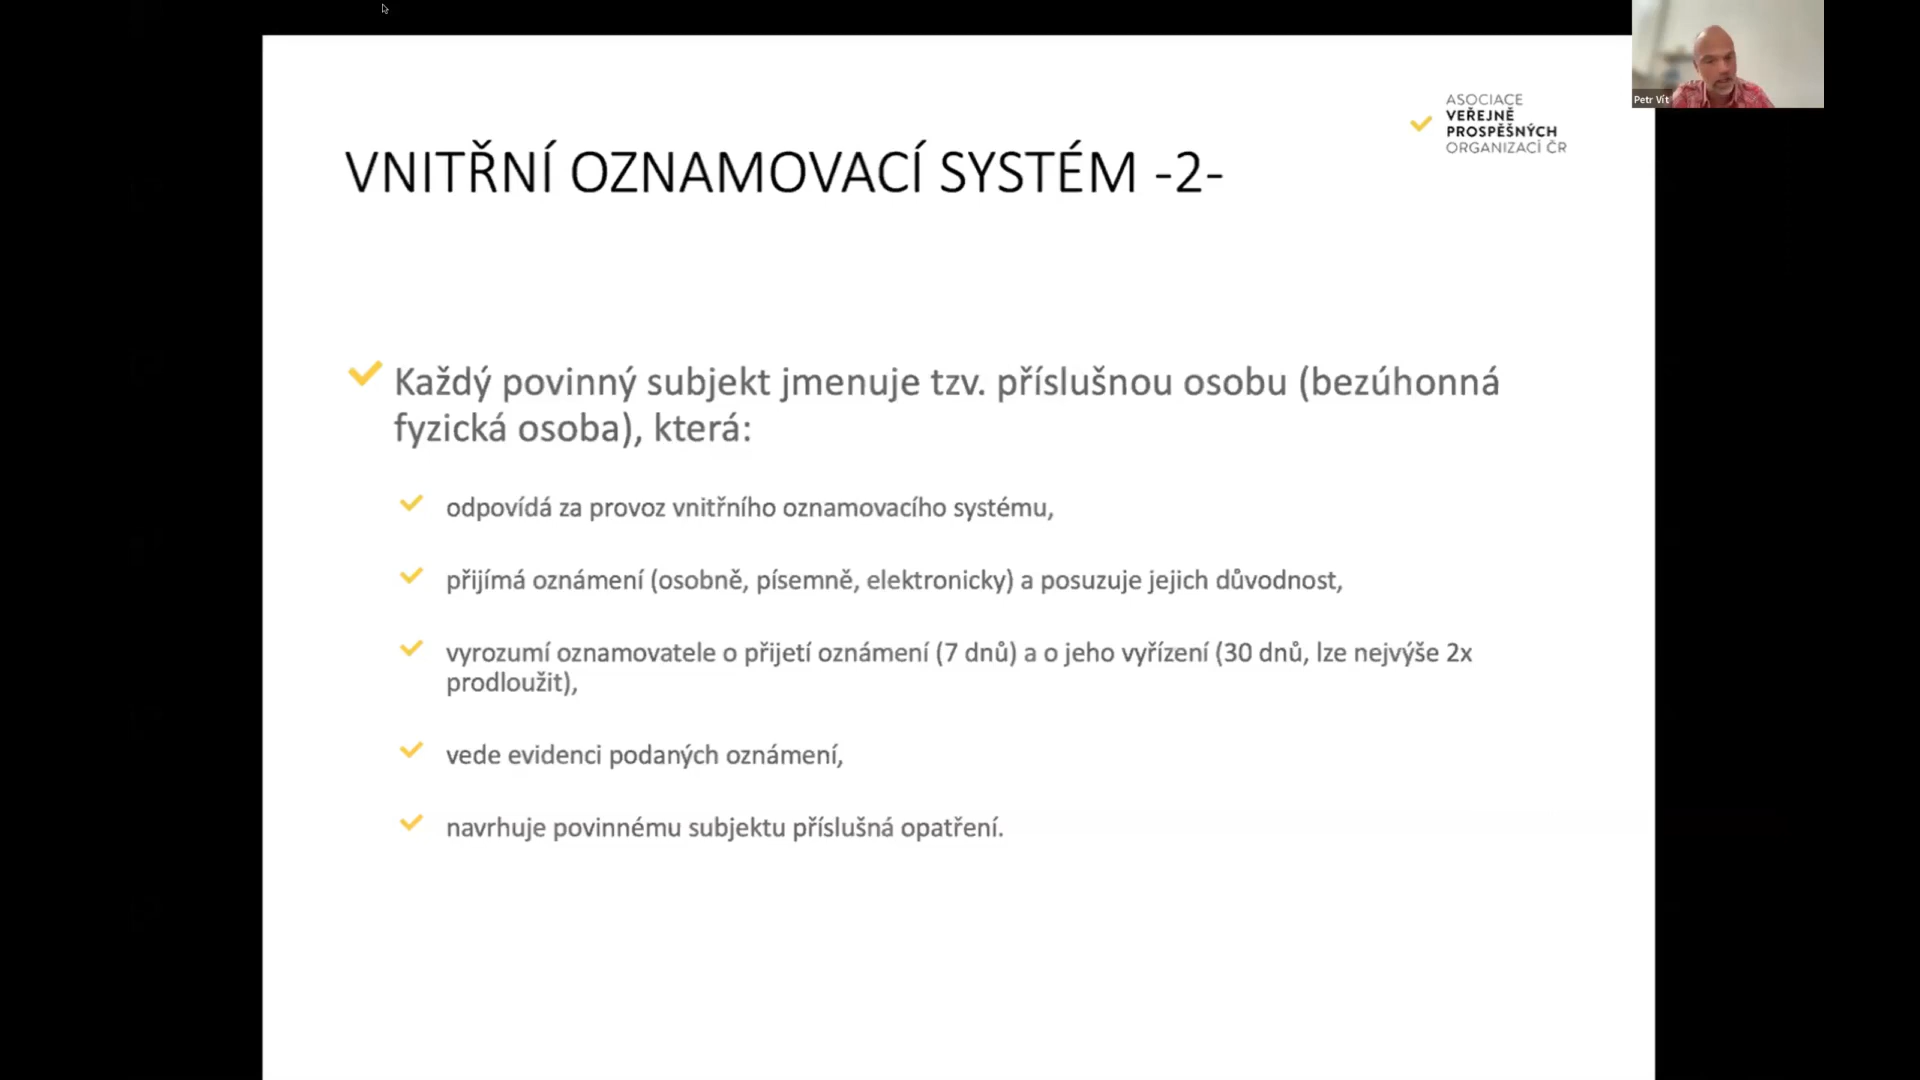 ASOCIACE
VEŘEJNĚ
PROSPĚŠNÝCH
ORGANIZACÍ ČR
Petr Vít
VNITŘNÍ OZNAMOVACÍ SYSTÉM -2-
Každý povinný subjekt jmenuje tzv. příslušnou osobu (bezúhonná
fyzická osoba), která:
odpovídá za provoz vnitřního oznamovacího systému,
přijímá oznámení (osobně, písemně, elektronicky) a posuzuje jejich důvodnost,
vyrozumí oznamovatele o přijetí oznámení (7 dnů) a o jeho vyřízení (30 dnů, lze nejvýše 2x
prodloužit),
vede evidenci podaných oznámení,
navrhuje povinnému subjektu příslušná opatření.